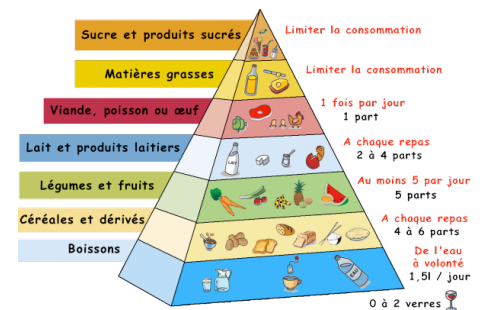 Sucre et produits sucrés
Limiter la consommation
Matières grasses
Limiter la consommation
Viande, poisson ou œuf
1 fois par jour
1 part
Lait et produits laitiers
A chaque repas
2 à 4 parts
Légumes et fruits
Au moins 5 par jour
5 parts
Céréales et dérivés
A chaque repas
4 à 6 parts
Boissons
De l'eau
à volonté
1,5l / jour
0 à 2 verres
LAIT
EAU